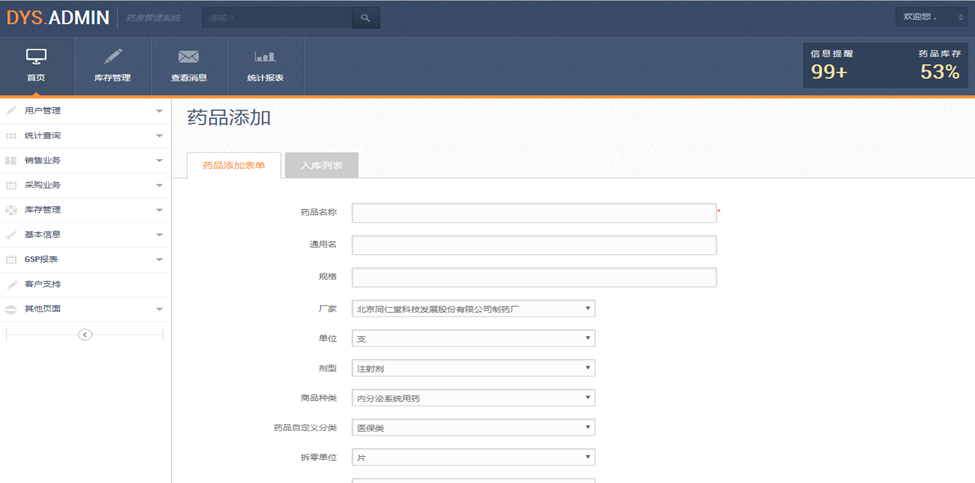 DYS.ADMIN 药房管理系统 请输入 欢迎您，
首页 库存管理 查看消息 统计报表
信息提醒 药品库存
99+ 53%
用户管理
统计查询
销售业务
采购业务
库存管理
基本信息
GSP报表
客户支持
其他页面
药品添加
药品添加表单 入库列表
药品名称 *
通用名
规格
厂家 北京同仁堂科技发展股份有限公司制药厂
单位 支
剂型 注射剂
商品种类 内分泌系统用药
药品自定义分类 医保类
拆零单位 片